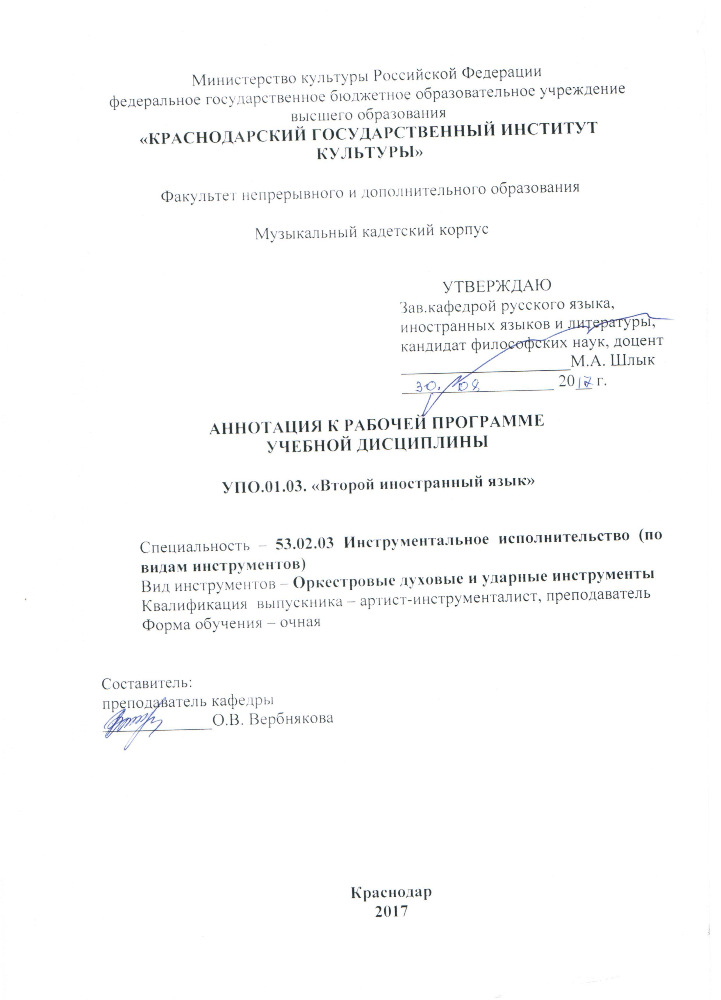 Министерство культуры Российской Федерации
федеральное государственное бюджетное образовательное учреждение
высшего образования
«КРАСНОДАРСКИЙ ГОСУДАРСТВЕННЫЙ ИНСТИТУТ
КУЛЬТУРЫ»
Факультет непрерывного и дополнительного образования
Музыкальный кадетский корпус
УТВЕРЖДАЮ
Зав.кафедрой русского языка,
иностранных языков и литературы,
кандидат философских наук, доцент
М.А. Шлык
30. 08 2017 г.
АННОТАЦИЯ К РАБОЧЕЙ ПРОГРАММЕ
УЧЕБНОЙ ДИСЦИПЛИНЫ
УПО.01.03. «Второй иностранный язык»
Специальность – 53.02.03 Инструментальное исполнительство (по
видам инструментов)
Вид инструментов – Оркестровые духовые и ударные инструменты
Квалификация выпускника – артист-инструменталист, преподаватель
Форма обучения – очная
Составитель:
преподаватель кафедры
О.В. Вербнякова
Краснодар
2017